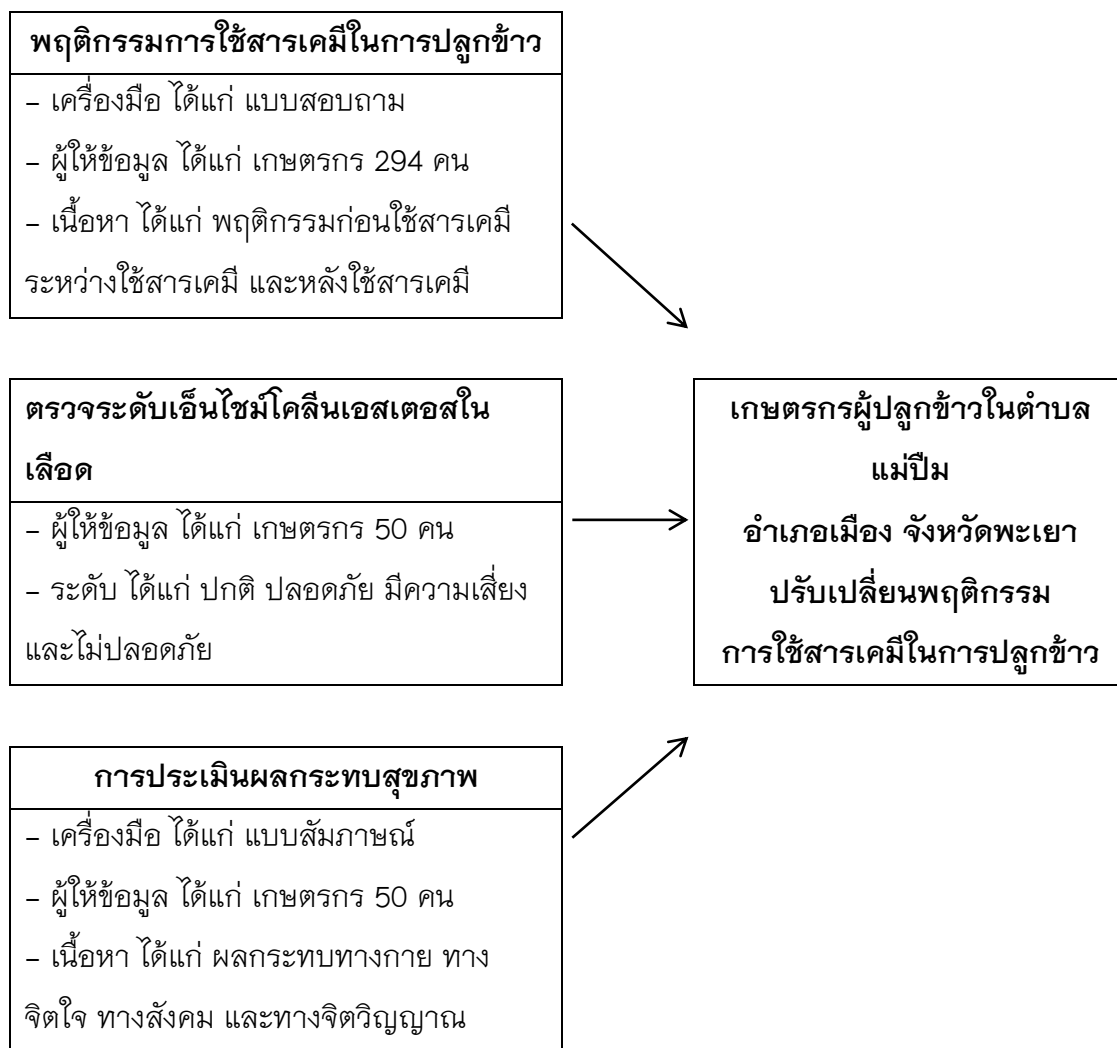 พฤติกรรมการใช้สารเคมีในการปลูกข้าว
– เครื่องมือ ได้แก่ แบบสอบถาม
– ผู้ให้ข้อมูล ได้แก่ เกษตรกร 294 คน
– เนื้อหา ได้แก่ พฤติกรรมก่อนใช้สารเคมี
ระหว่างใช้สารเคมี และหลังใช้สารเคมี
ตรวจระดับเอ็นไซม์โคลีนเอสเตอสใน
เลือด
– ผู้ให้ข้อมูล ได้แก่ เกษตรกร 50 คน
– ระดับ ได้แก่ ปกติ ปลอดภัย มีความเสี่ยง
และไม่ปลอดภัย
การประเมินผลกระทบสุขภาพ
– เครื่องมือ ได้แก่ แบบสัมภาษณ์
– ผู้ให้ข้อมูล ได้แก่ เกษตรกร 50 คน
– เนื้อหา ได้แก่ ผลกระทบทางกาย ทาง
จิตใจ ทางสังคม และทางจิตวิญญาณ
เกษตรกรผู้ปลูกข้าวในตำบล
แม่ปืม
อำเภอเมือง จังหวัดพะเยา
ปรับเปลี่ยนพฤติกรรม
การใช้สารเคมีในการปลูกข้าว